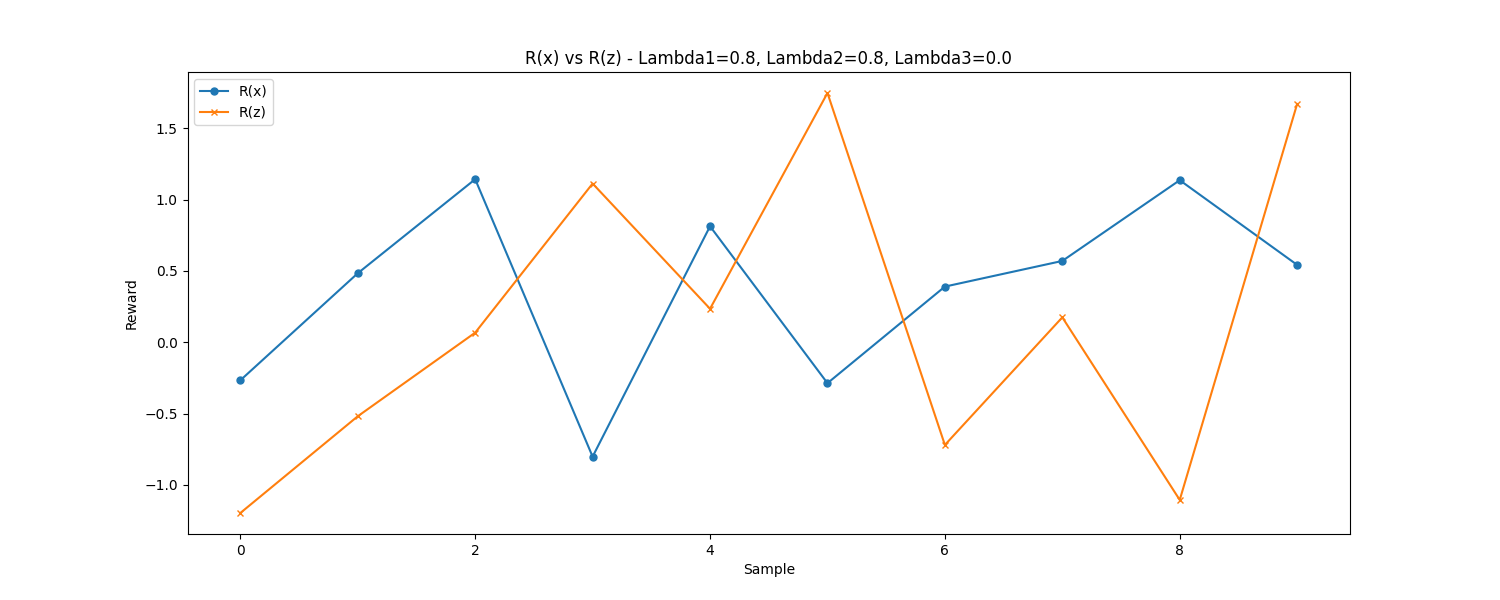 R(x) vs R(z) - Lambda1=0.8, Lambda2=0.8, Lambda3=0.0
R(x)
R(z)
1.5
1.0
0.5
0.0
−0.5
−1.0
Reward
0 2 4 6 8
Sample